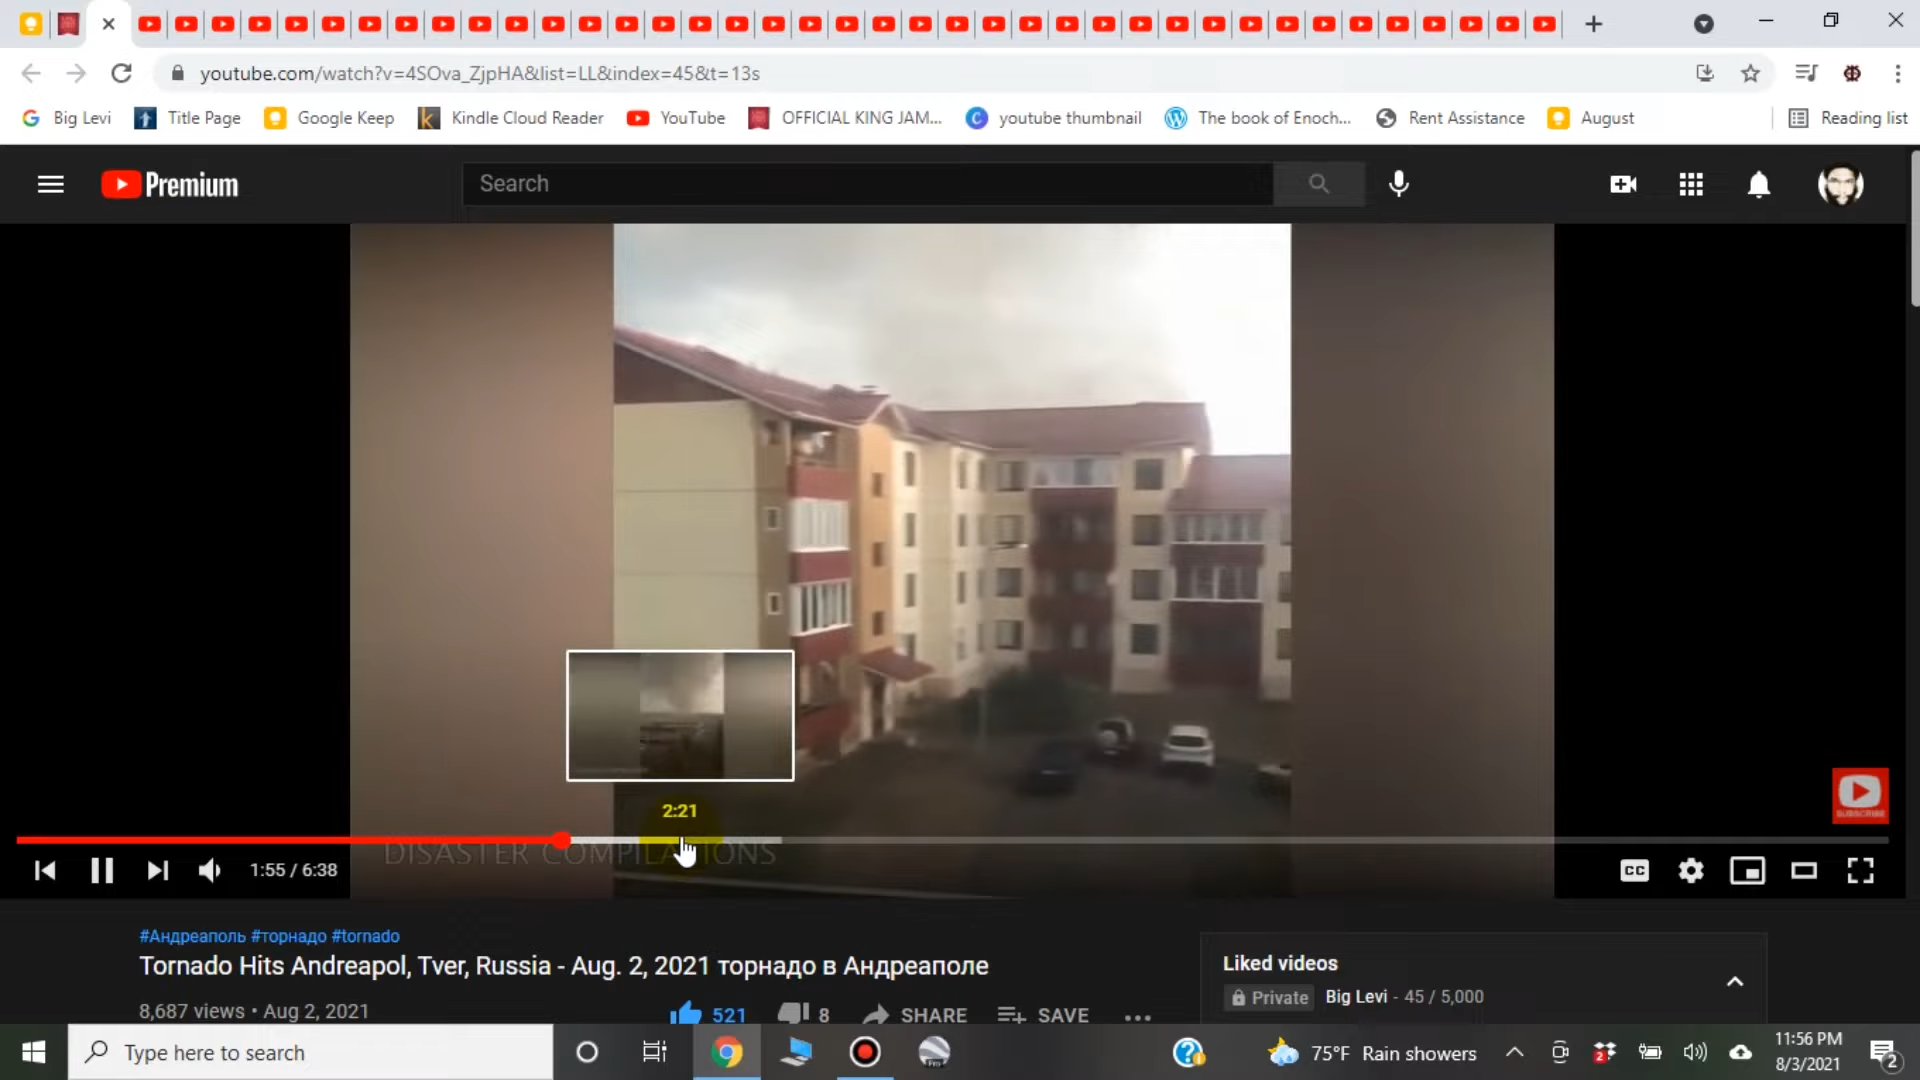 youtube.com/watch?v=4SOva_ZjpHA&list=LL&index=45&t=13s
Big Levi Title Page Google Keep Kindle Cloud Reader YouTube OFFICIAL KING JAM... youtube thumbnail The book of Enoch... Rent Assistance August Reading list
Premium Search
SUBSCRIBE
2:21
DISASTER COMPILATIONS
1:55 / 6:38 CC
#Андреаполь #торнадо #tornado
Tornado Hits Andreapol, Tver, Russia - Aug. 2, 2021 торнадо в Андреаполе
8,687 views • Aug 2, 2021 521 8 SHARE SAVE
Liked videos
Private Big Levi - 45 / 5,000
Type here to search 75°F Rain showers 11:56 PM
8/3/2021 2